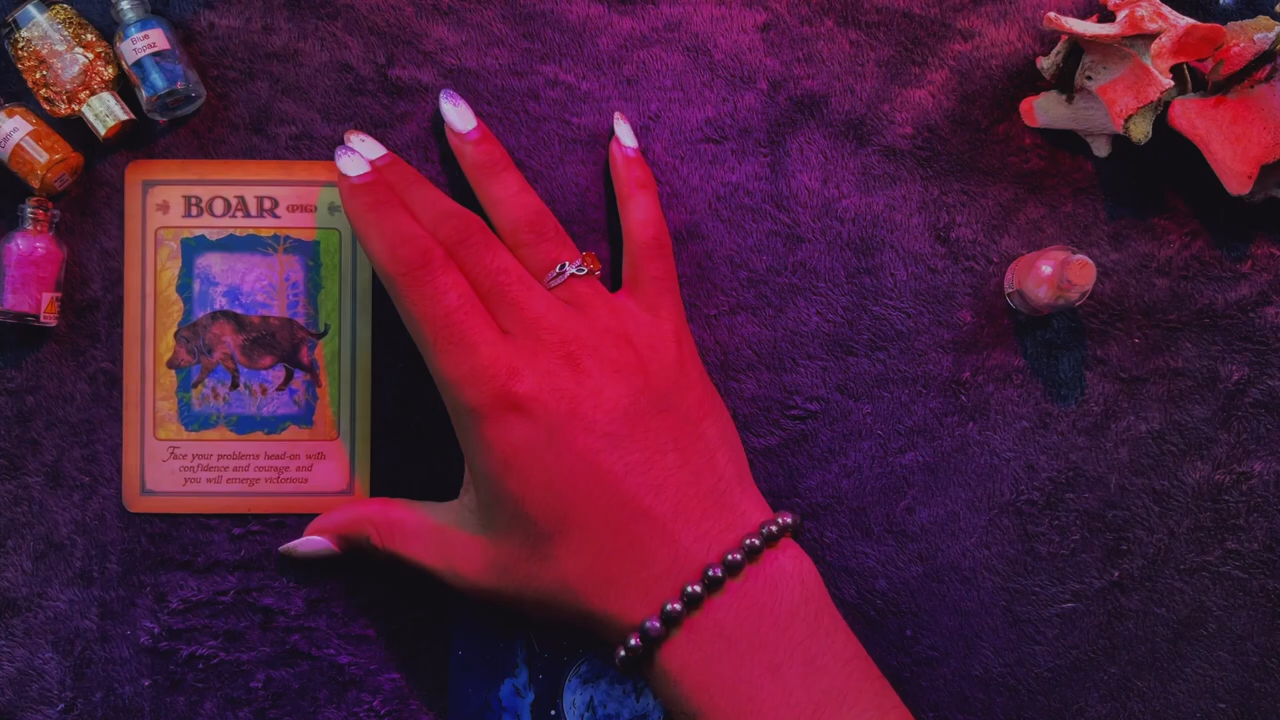 Blue
Topaz
Citrine
BOAR (PIG)
Face your problems head-on with
confidence and courage, and
you will emerge victorious